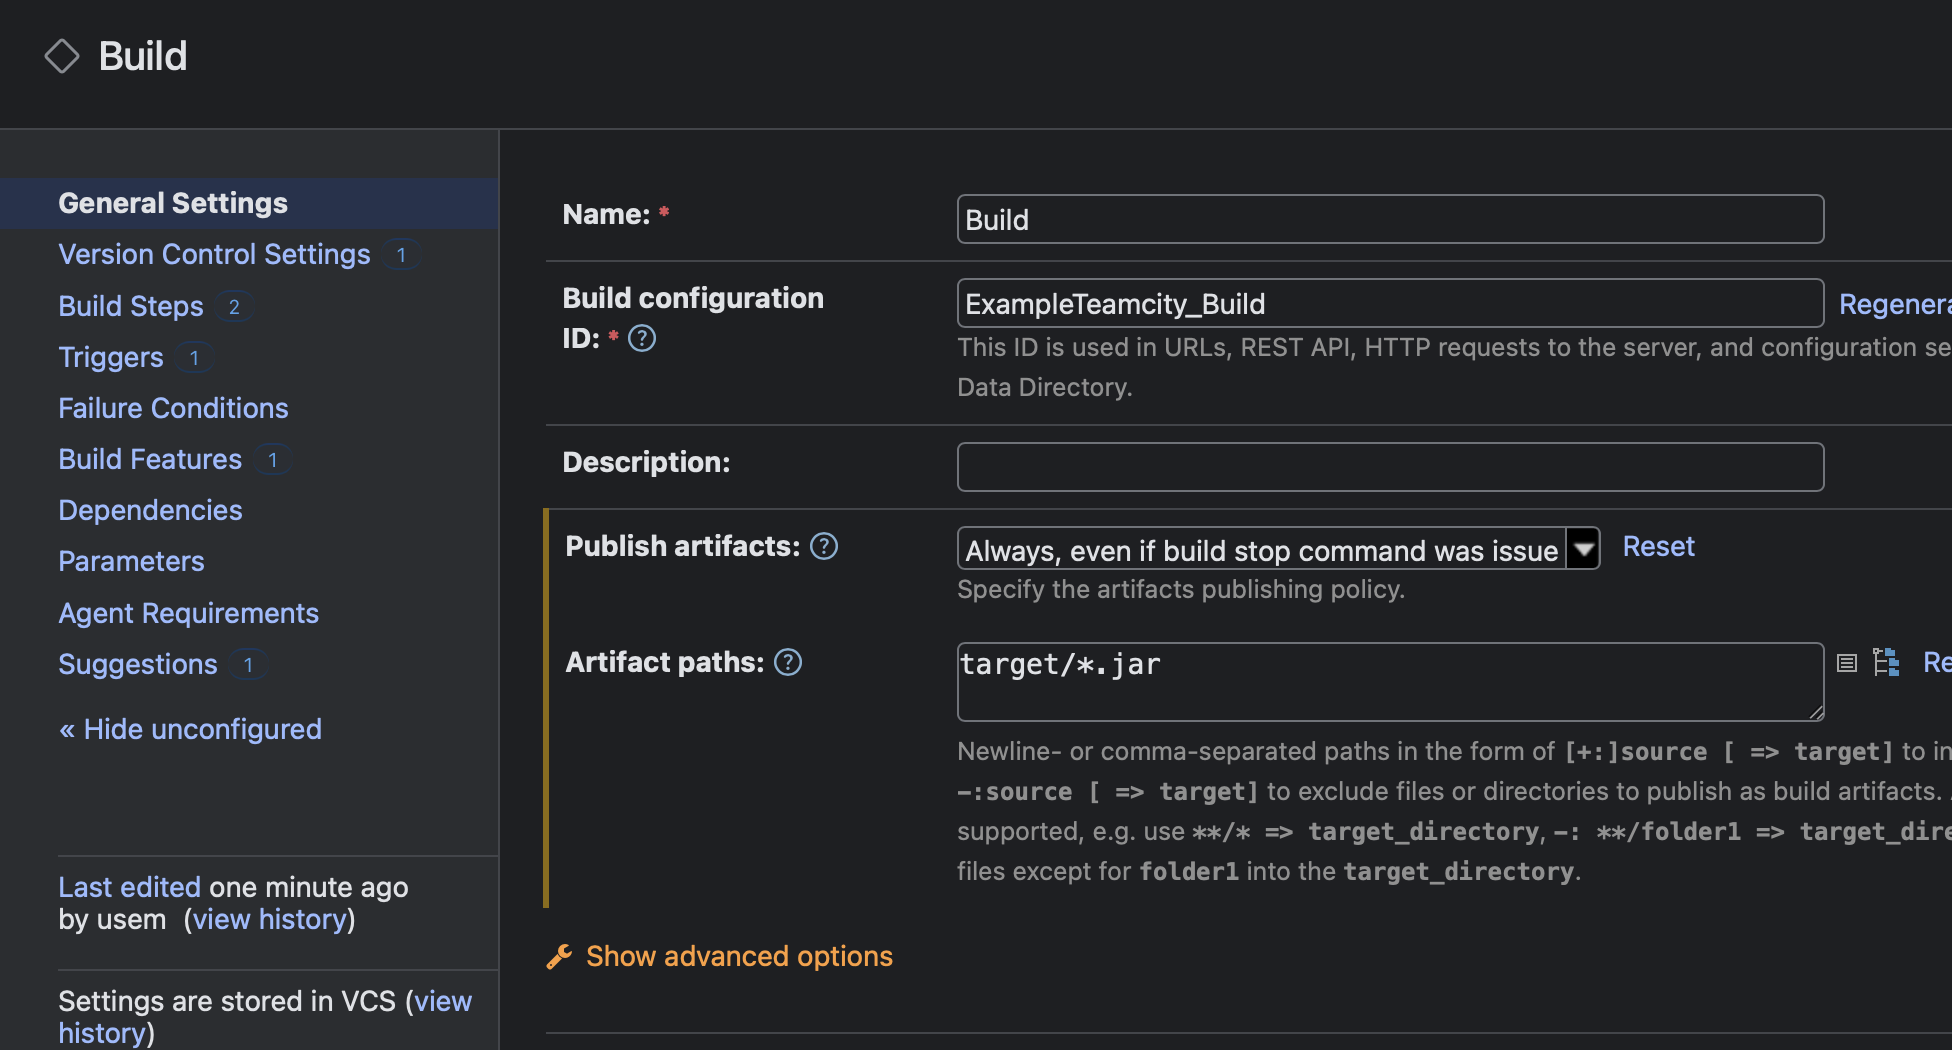 Build
General Settings
Version Control Settings 1
Build Steps 2
Triggers 1
Failure Conditions
Build Features 1
Dependencies
Parameters
Agent Requirements
Suggestions 1
« Hide unconfigured
Last edited one minute ago
by usem (view history)
Settings are stored in VCS (view
history)
Name: * Build
Build configuration
ID: * ? ExampleTeamcity_Build Regenera
This ID is used in URLs, REST API, HTTP requests to the server, and configuration se
Data Directory.
Description:
Publish artifacts: ? Always, even if build stop command was issue Reset
Specify the artifacts publishing policy.
Artifact paths: ? target/*.jar Re
Newline- or comma-separated paths in the form of [+:]source [ => target] to in
-:source [ => target] to exclude files or directories to publish as build artifacts.
supported, e.g. use **/* => target_directory, -: **/folder1 => target_dire
files except for folder1 into the target_directory.
Show advanced options